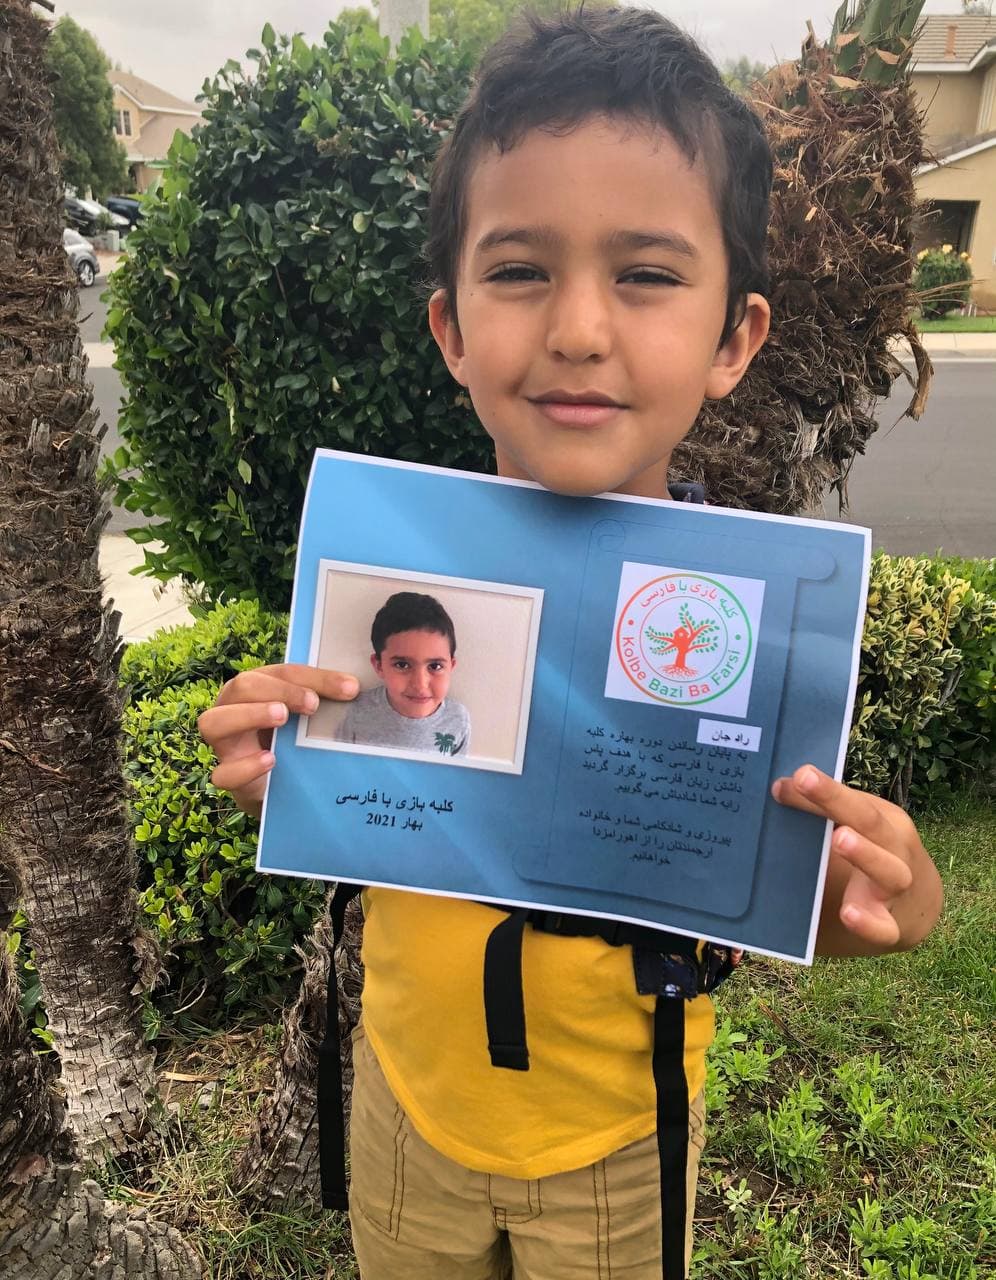 کلبه بازی با فارسی
Kolbe Bazi Ba Farsi
راد جان
به پایان رساندن دوره بهاره کلبه
بازی با فارسی که با هدف پاس
داشتن زبان فارسی برگزار گردید
رابه شما شادباش می گوییم.
پیروزی و شادکامی شما و خانواده
ارجمندتان را از اهورامزدا
خواهانیم.
کلبه بازی با فارسی
بهار 2021